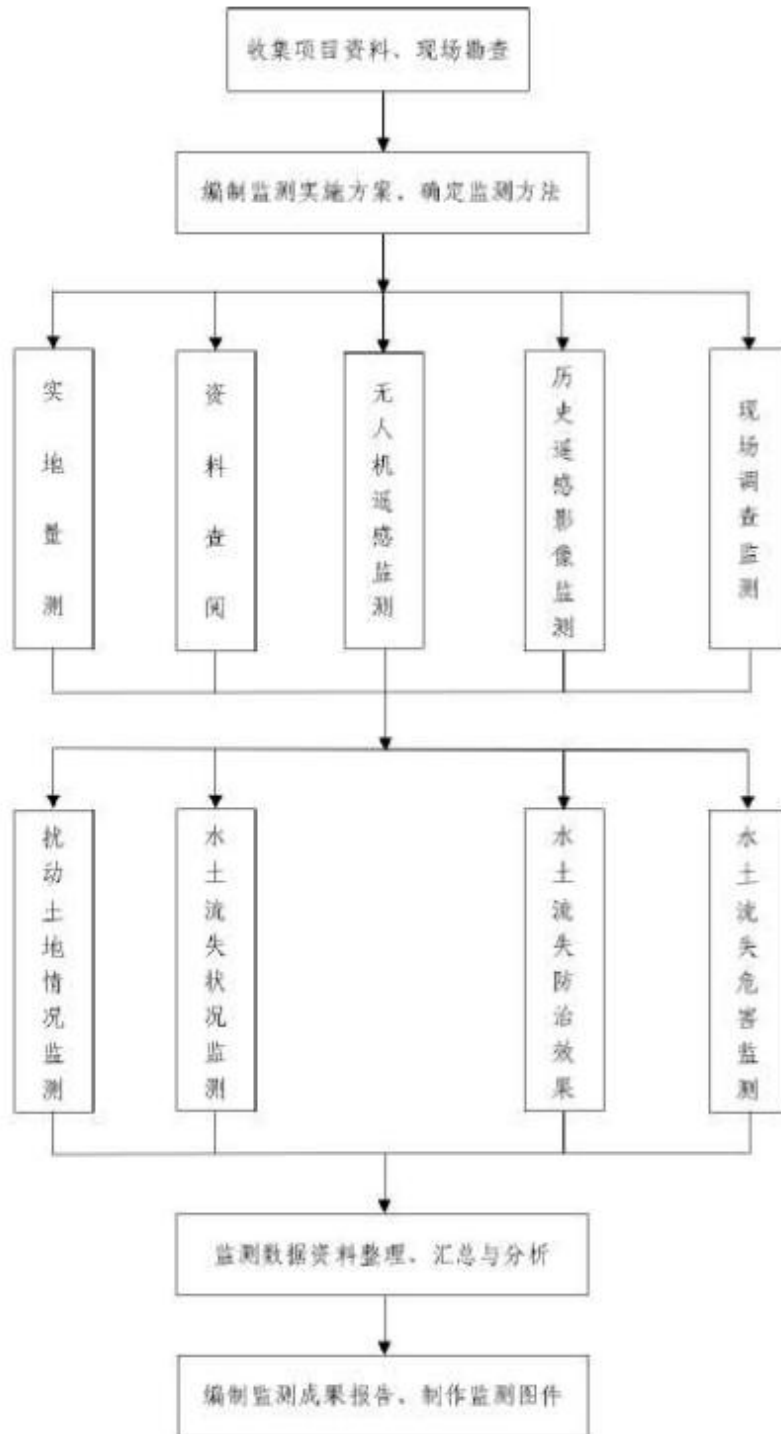 收集项目资料、现场勘查
编制监测实施方案、确定监测方法
实地量测
资料查阅
无人机遥感监测
历史遥感影像监测
现场调查监测
扰动土地情况监测
水土流失状况监测
水土流失防治效果
水土流失危害监测
监测数据资料整理、汇总与分析
编制监测成果报告、制作监测图件